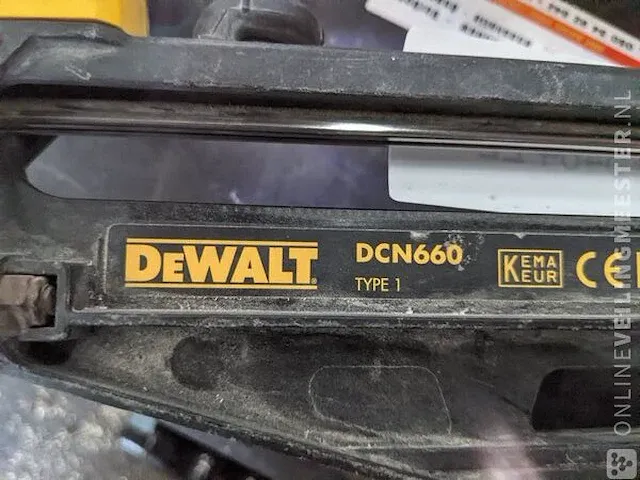 DEWALT
DCN660
TYPE 1
KEMA
KEUR
CE
ONLINEVEILINGMEESTER.NL